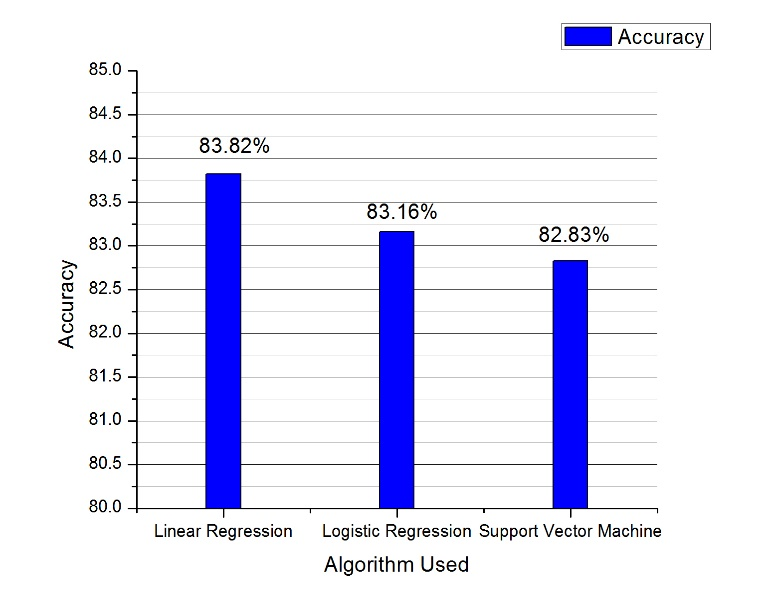 Accuracy
85.0
84.5
84.0
83.5
83.0
82.5
82.0
81.5
81.0
80.5
80.0
Accuracy
83.82%
83.16%
82.83%
Linear Regression
Logistic Regression
Support Vector Machine
Algorithm Used